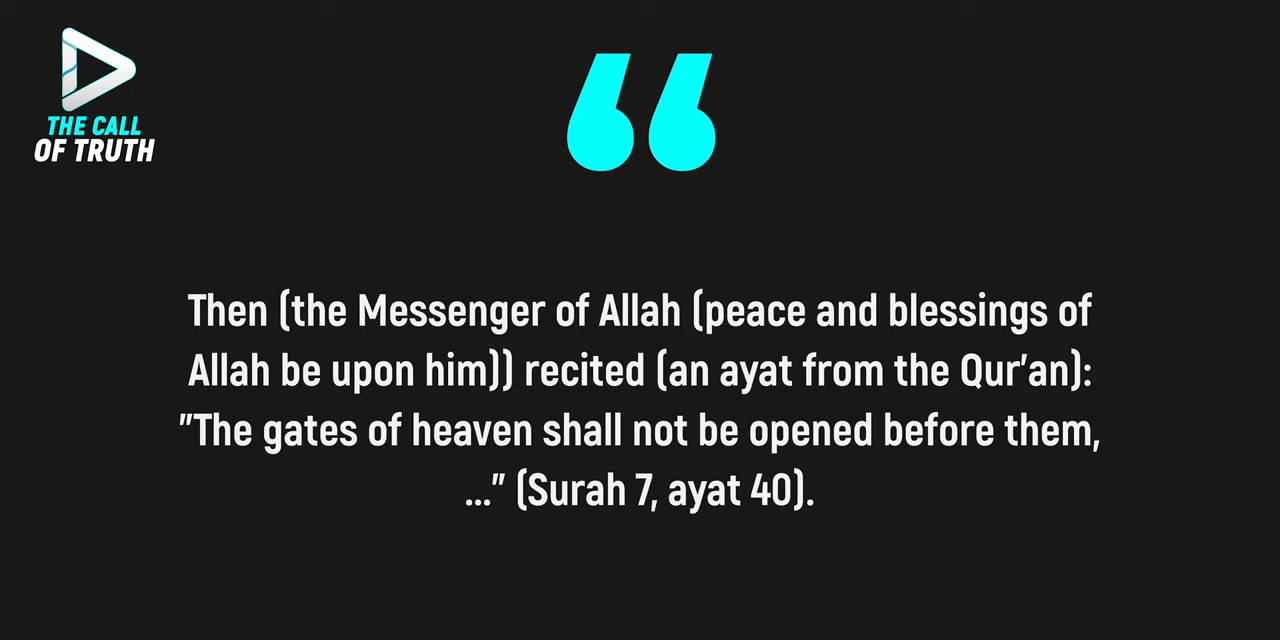 THE CALL
OF TRUTH
“
Then (the Messenger of Allah (peace and blessings of
Allah be upon him)) recited (an ayat from the Qur’an):
”The gates of heaven shall not be opened before them,
...” (Surah 7, ayat 40).